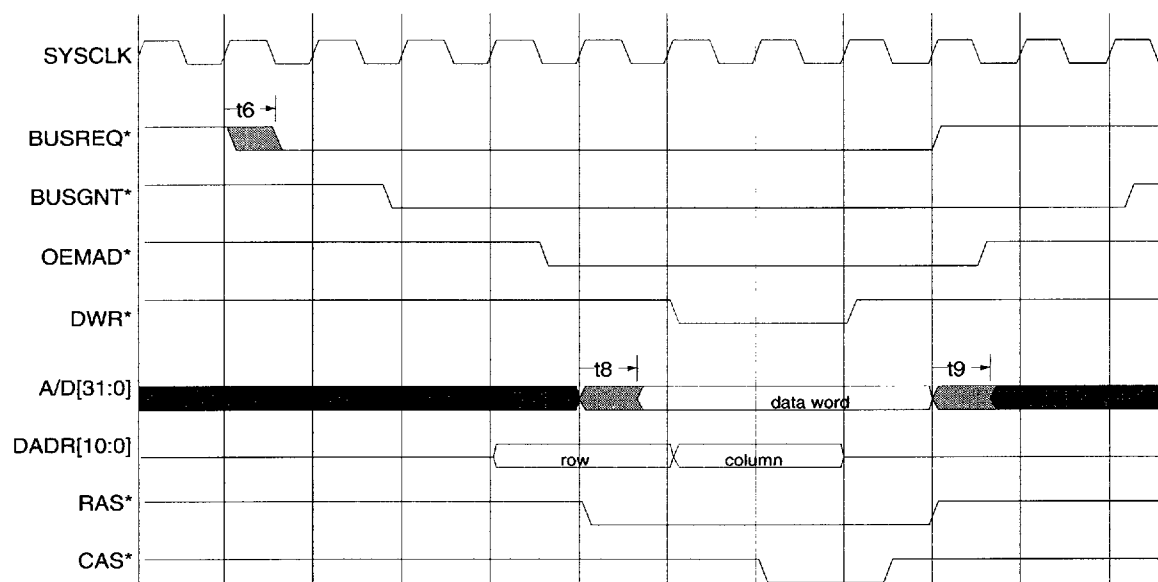 SYSCLK
t6
BUSREQ*
BUSGNT*
OEMAD*
DWR*
t8 t9
A/D[31:0] data word
DADR[10:0] row column
RAS*
CAS*